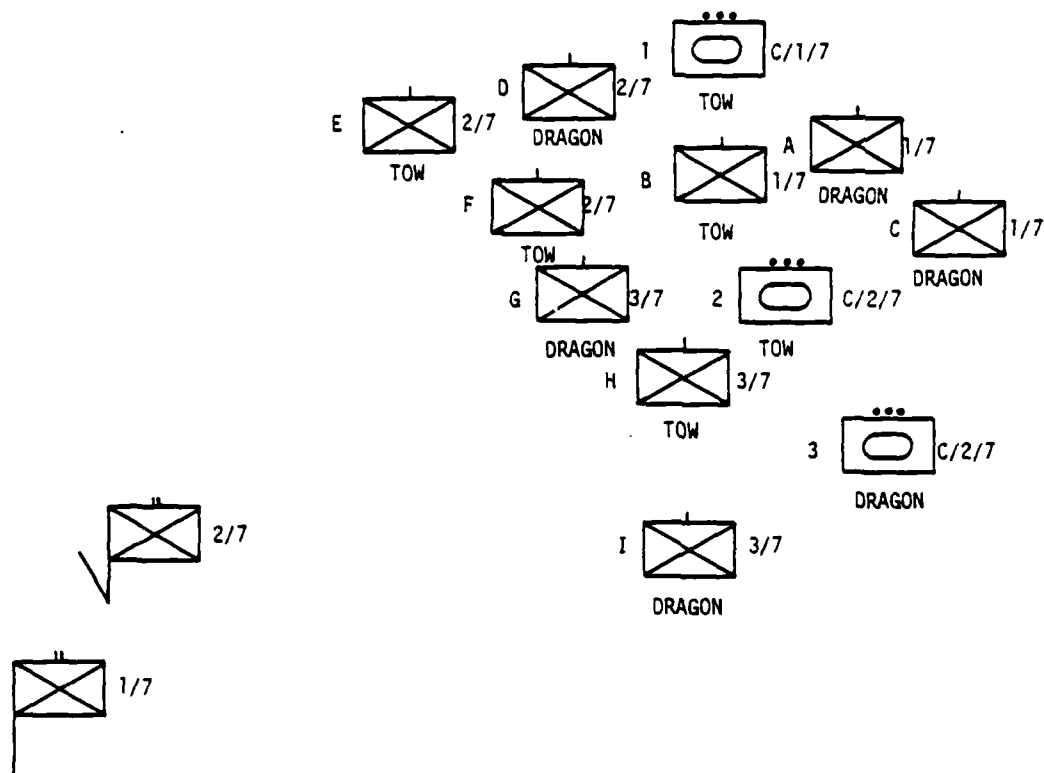 1 C/1/7
TOW
D 2/7
DRAGON
E 2/7
TOW
A 1/7
DRAGON
B 1/7
TOW
F 2/7
TOW
C 1/7
DRAGON
G 3/7
DRAGON
2 C/2/7
TOW
H 3/7
TOW
3 C/2/7
DRAGON
2/7
I 3/7
DRAGON
1/7